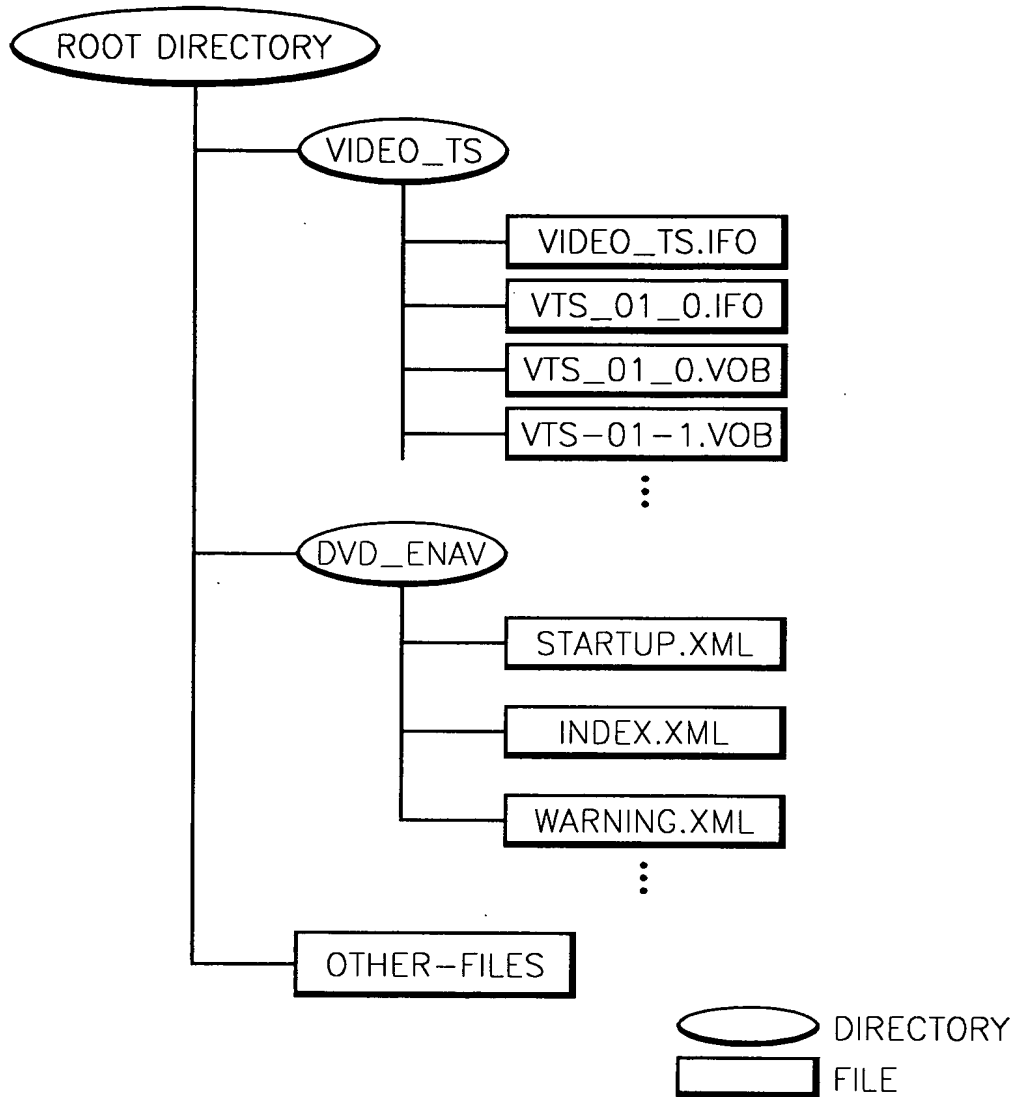 ROOT DIRECTORY
VIDEO_TS
VIDEO_TS.IFO
VTS_01_0.IFO
VTS_01_0.VOB
VTS-01-1.VOB
DVD_ENAV
STARTUP.XML
INDEX.XML
WARNING.XML
OTHER-FILES
DIRECTORY
FILE